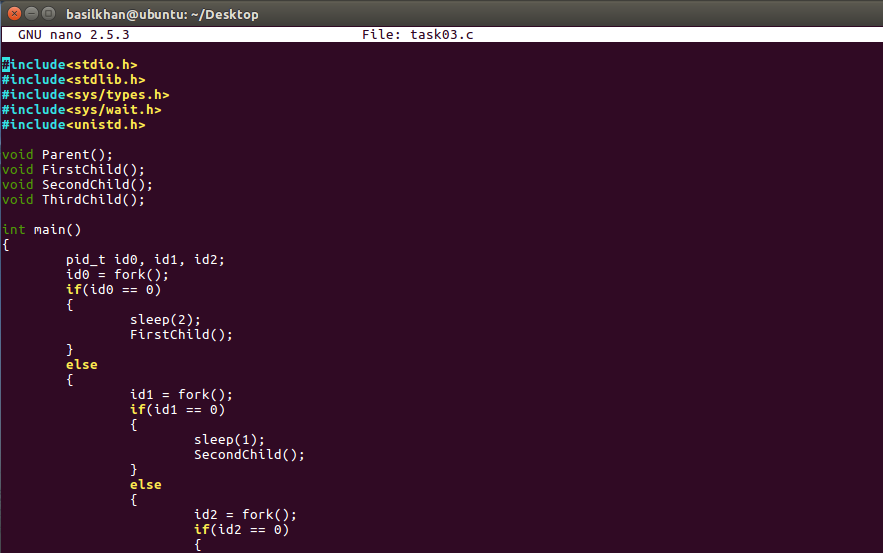 basilkhan@ubuntu: ~/Desktop
GNU nano 2.5.3 File: task03.c
#include<stdio.h>
#include<stdlib.h>
#include<sys/types.h>
#include<sys/wait.h>
#include<unistd.h>
void Parent();
void FirstChild();
void SecondChild();
void ThirdChild();
int main()
{
pid_t id0, id1, id2;
id0 = fork();
if(id0 == 0)
{
sleep(2);
FirstChild();
}
else
{
id1 = fork();
if(id1 == 0)
{
sleep(1);
SecondChild();
}
else
{
id2 = fork();
if(id2 == 0)
{